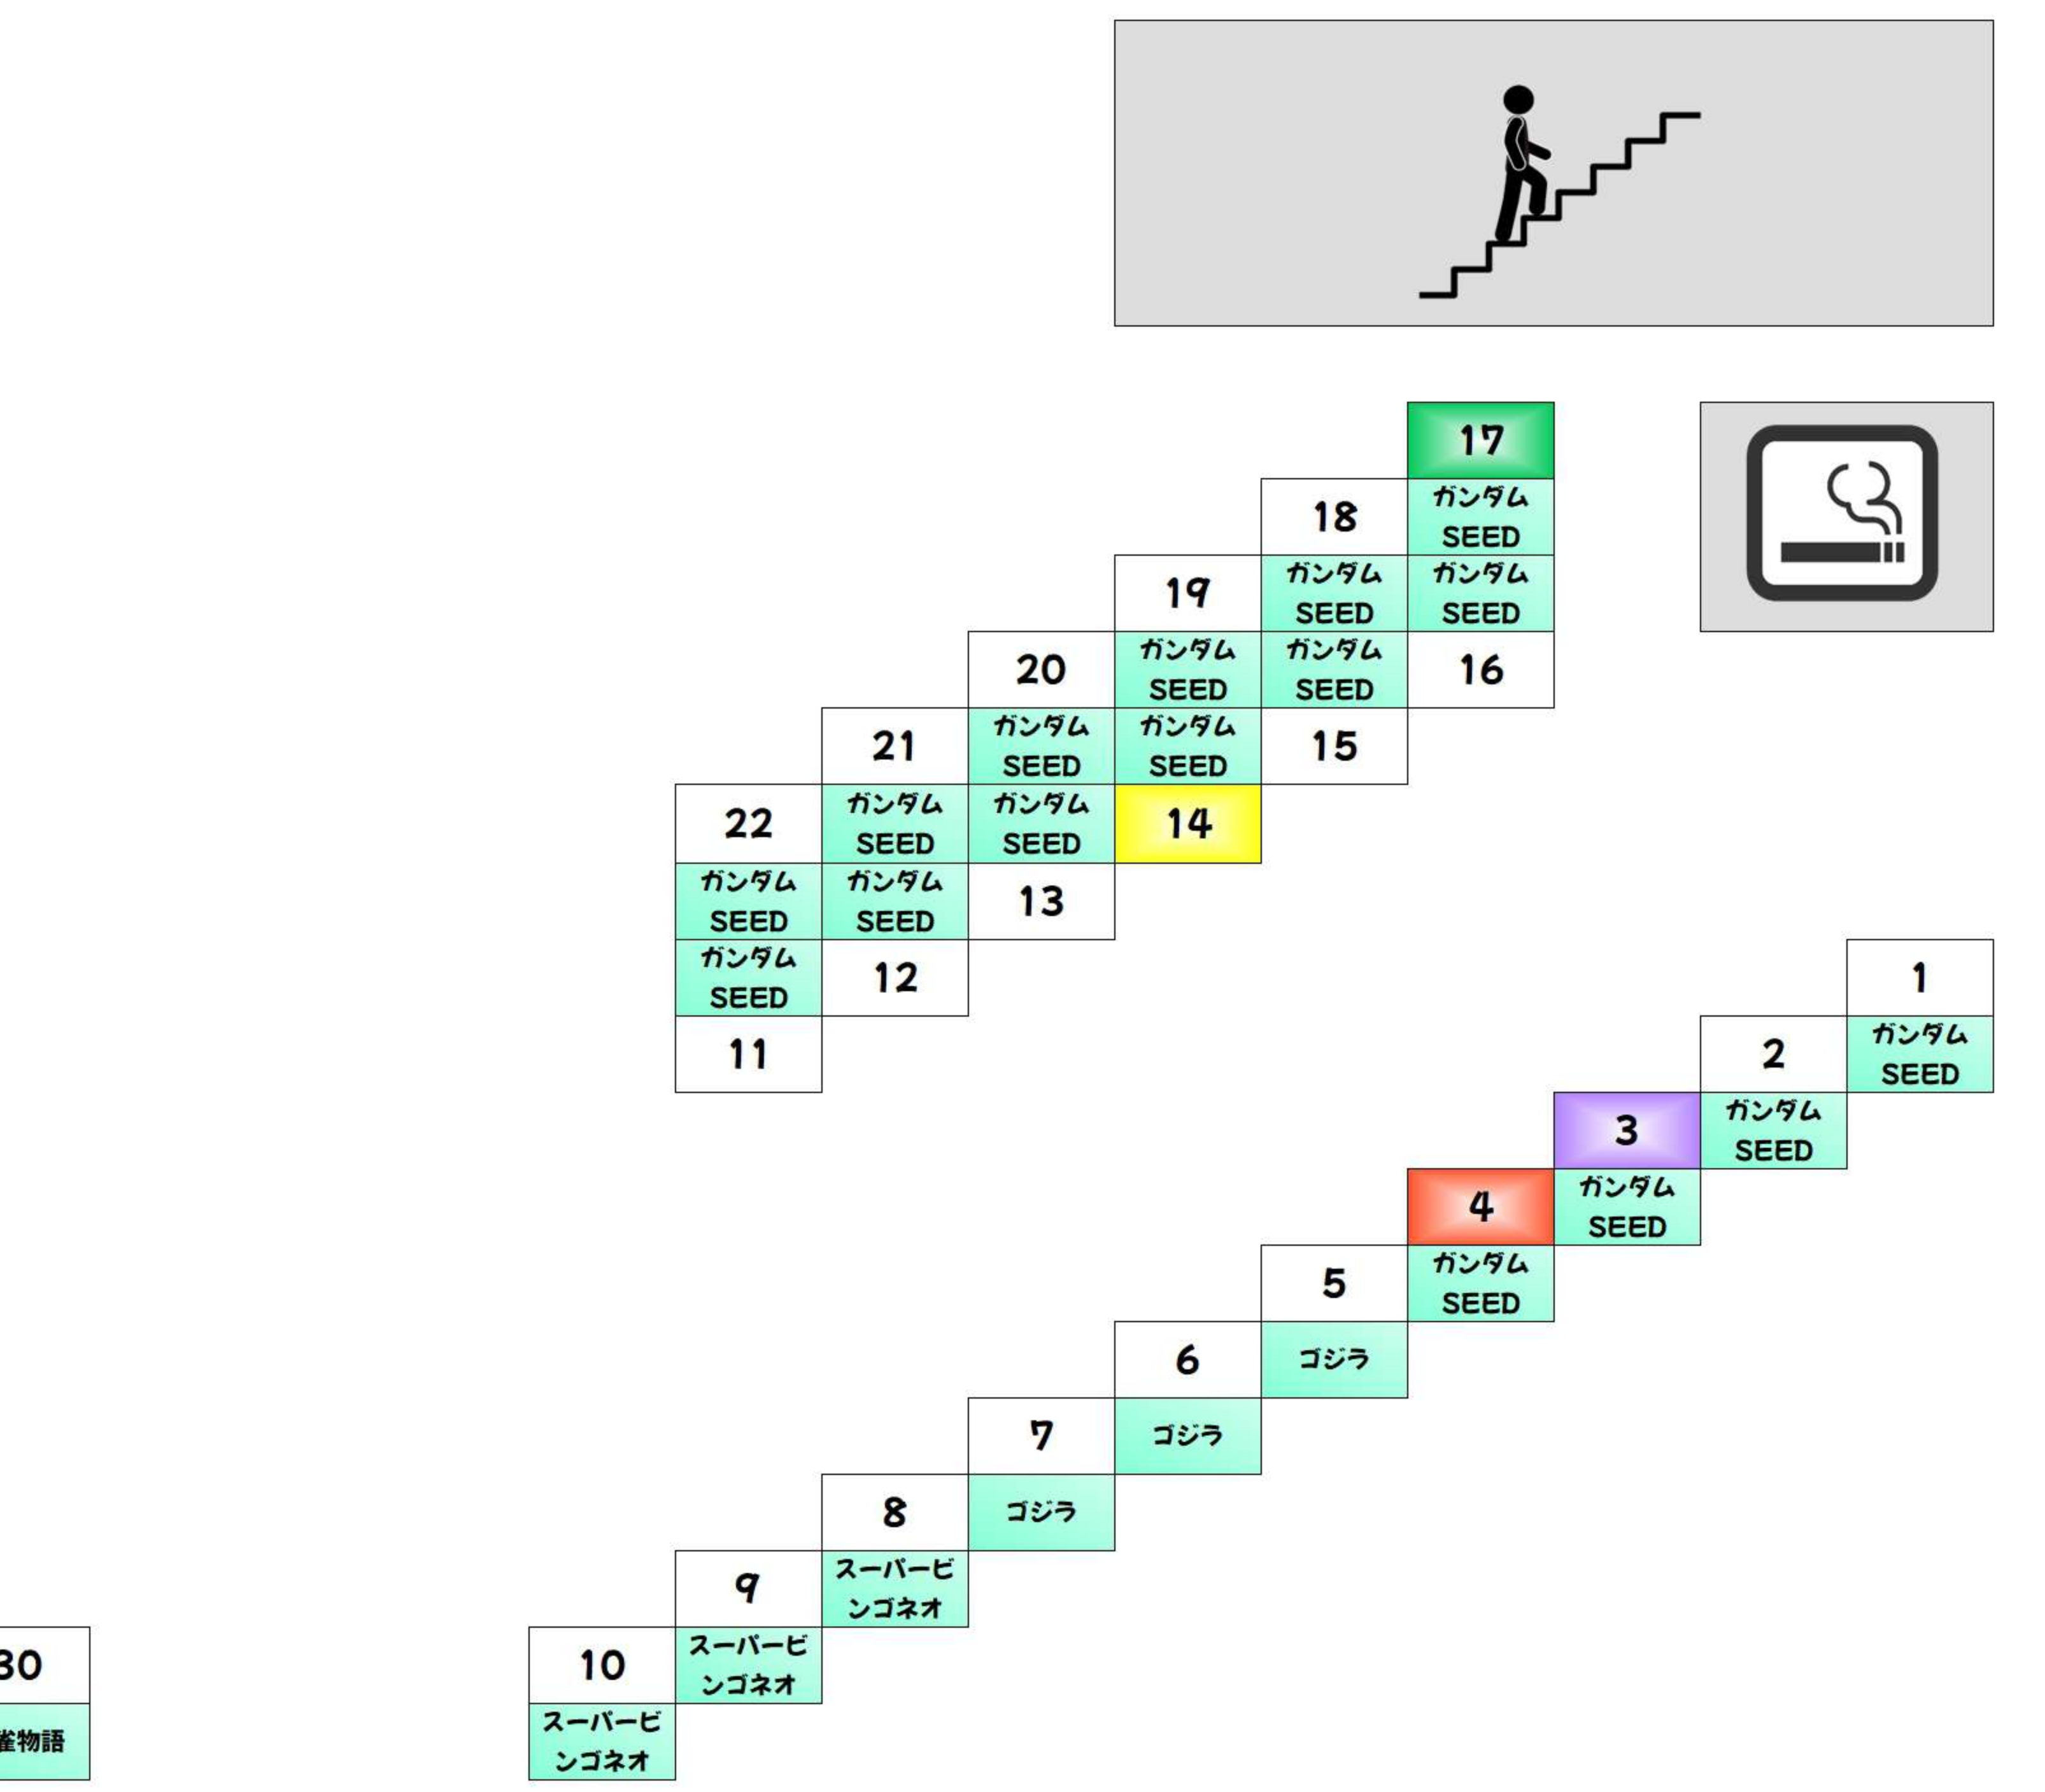 17
18
ガンダム
SEED
19
ガンダム
SEED
ガンダム
SEED
20
ガンダム
SEED
ガンダム
SEED
16
21
ガンダム
SEED
ガンダム
SEED
15
22
ガンダム
SEED
ガンダム
SEED
14
ガンダム
SEED
ガンダム
SEED
13
ガンダム
SEED
12
1
11
2
ガンダム
SEED
3
ガンダム
SEED
4
ガンダム
SEED
5
ガンダム
SEED
6
ゴジラ
7
ゴジラ
8
ゴジラ
9
スーパービ
ンゴネオ
30
10
スーパービ
ンゴネオ
雀物語
スーパービ
ンゴネオ